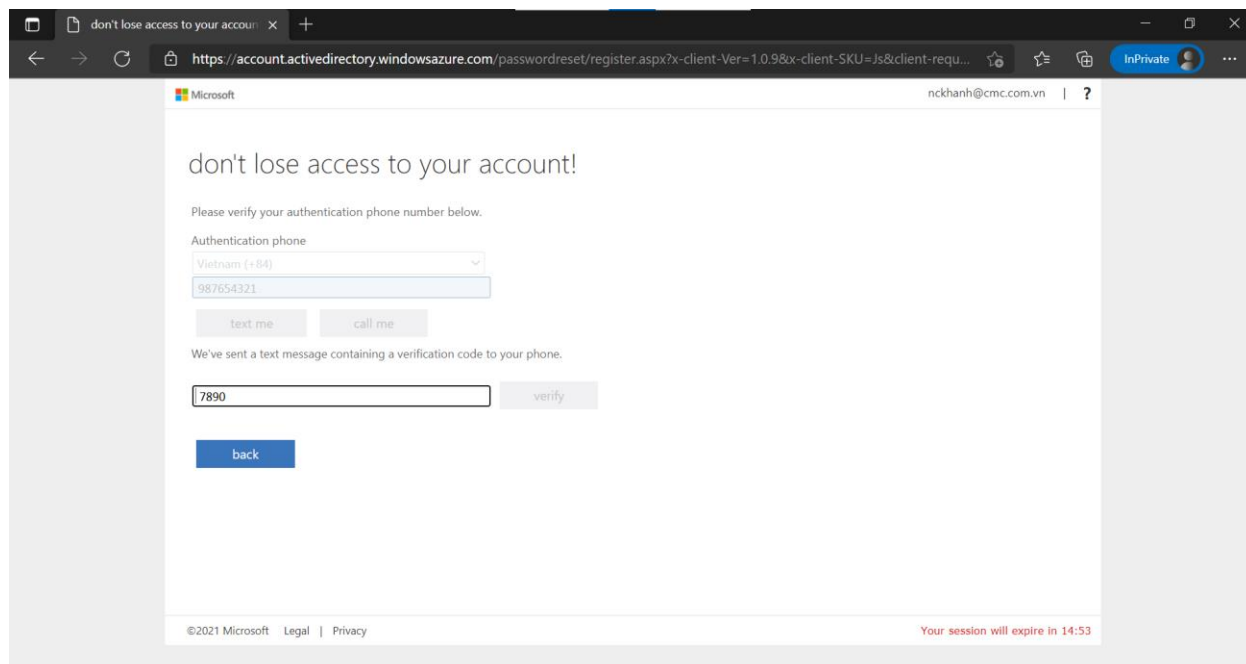 don't lose access to your accoun
https://account.activedirectory.windowsazure.com/passwordreset/register.aspx?x-client-Ver=1.0.9&x-client-SKU=Js&client-requ... InPrivate
Microsoft nckhanh@cmc.com.vn | ?
don't lose access to your account!
Please verify your authentication phone number below.
Authentication phone
Vietnam (+84)
987654321
text me call me
We've sent a text message containing a verification code to your phone.
7890 verify
back
©2021 Microsoft Legal | Privacy Your session will expire in 14:53